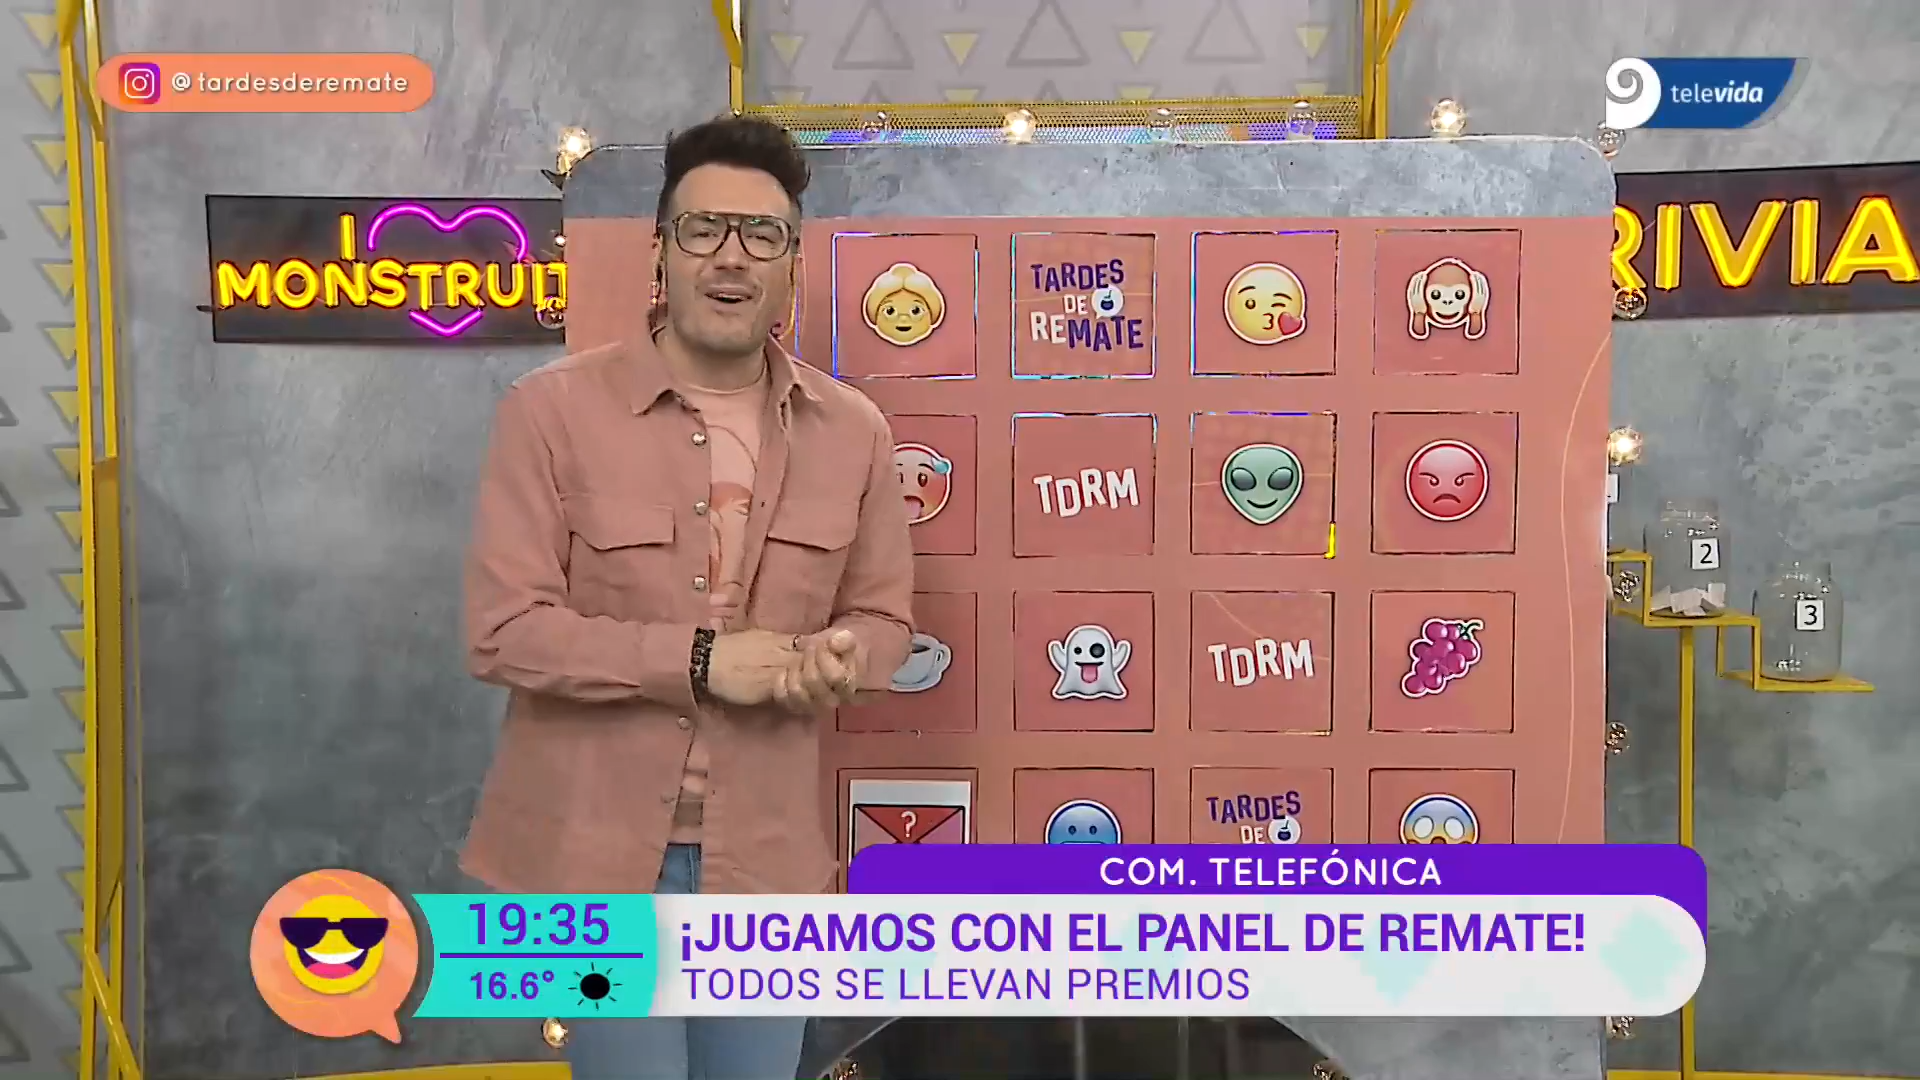 @tardesderemate
9 televida
I
MONSTRUIT
RIVIA
TARDES
DE
REMATE
TDRM
TDRM
2
3
?
TARDES
DE
COM. TELEFÓNICA
19:35
¡JUGAMOS CON EL PANEL DE REMATE!
16.6°
TODOS SE LLEVAN PREMIOS